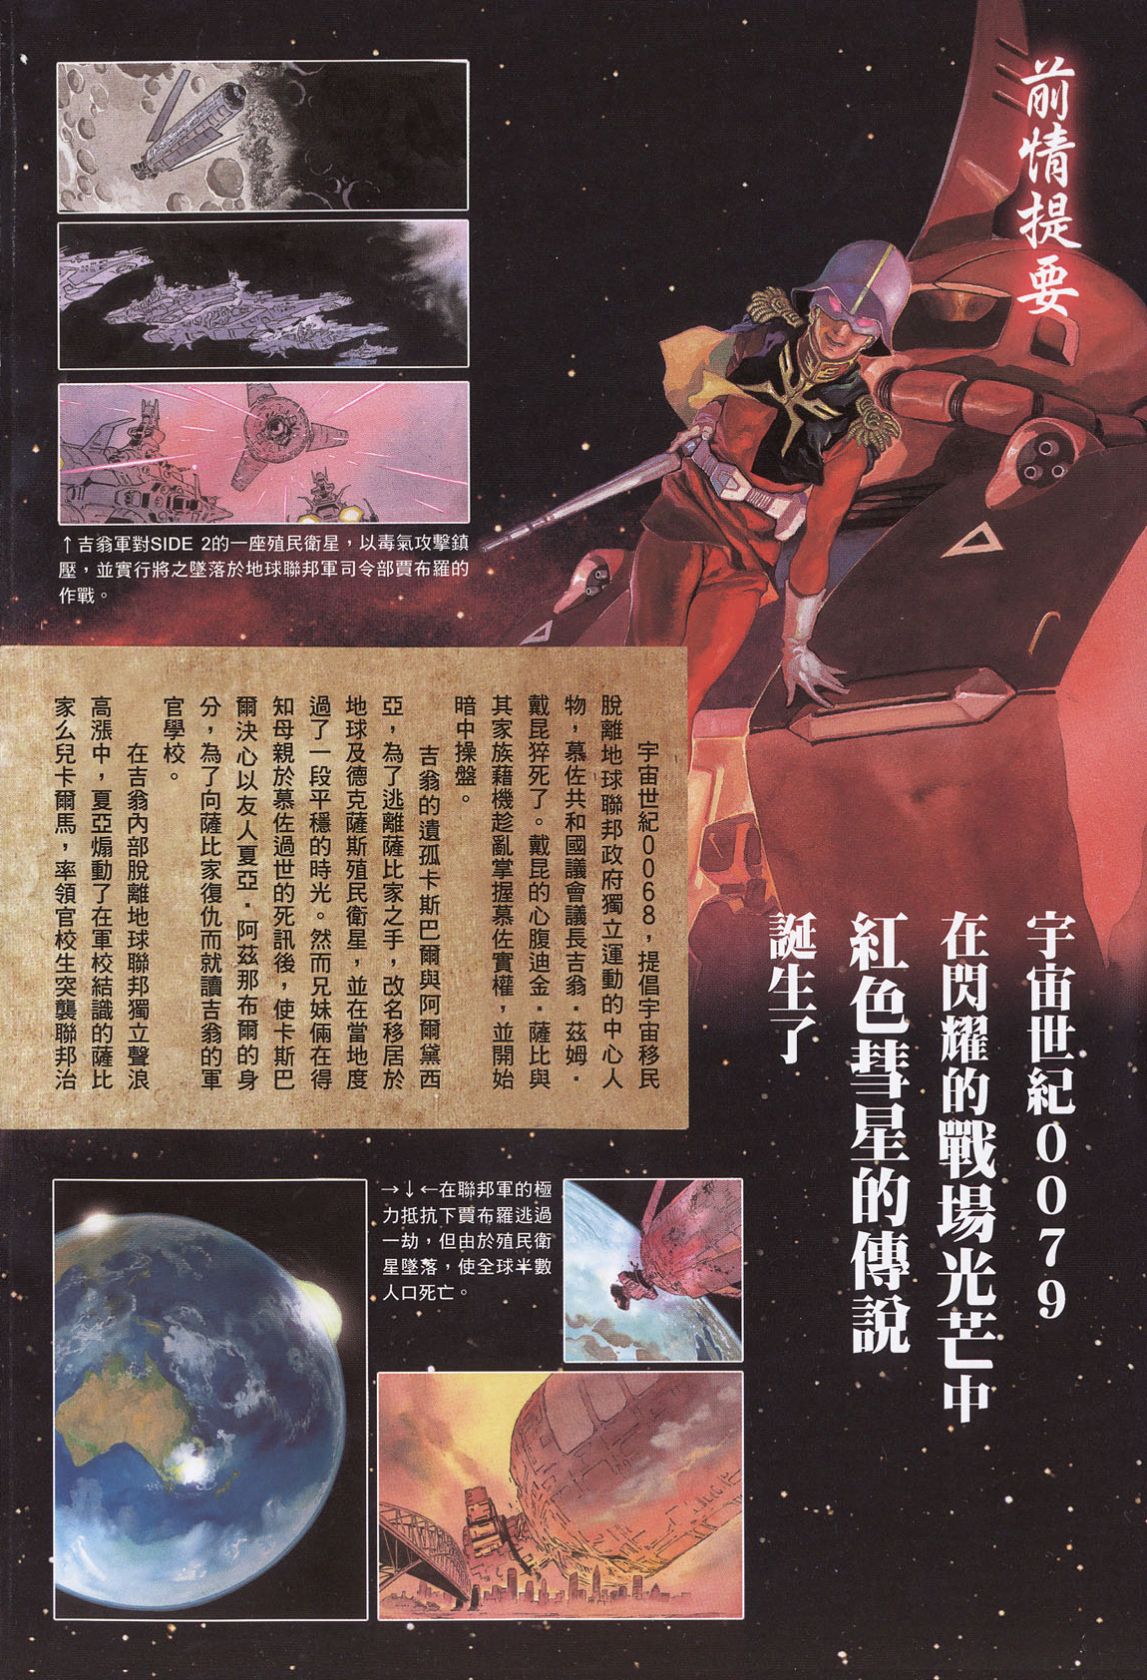 前情提要
宇宙世紀0079
在閃耀的戰場光芒中
紅色彗星的傳說
誕生了
↑吉翁軍對SIDE 2的一座殖民衛星，以毒氣攻擊鎮
壓，並實行將之墜落於地球聯邦軍司令部賈布羅的
作戰。
宇宙世紀0068，提倡宇宙移民
脫離地球聯邦政府獨立運動的中心人
物，慕佐共和國議會議長吉翁．茲姆．
戴昆猝死了。戴昆的心腹迪金．薩比與
其家族藉機趁亂掌握慕佐實權，並開始
暗中操盤。
吉翁的遺孤卡斯巴爾與阿爾黛西
亞，為了逃離薩比家之手，改名移居於
地球及德克薩斯殖民衛星，並在當地度
過了一段平穩的時光。然而兄妹倆在得
知母親於慕佐過世的死訊後，使卡斯巴
爾決心以友人夏亞．阿茲那布爾的身
分，為了向薩比家復仇而就讀吉翁的軍
官學校。
在吉翁內部脫離地球聯邦獨立聲浪
高漲中，夏亞煽動了在軍校結識的薩比
家么兒卡爾馬，率領官校生突襲聯邦治
→↓←在聯邦軍的極
力抵抗下賈布羅逃過
一劫，但由於殖民衛
星墜落，使全球半數
人口死亡。